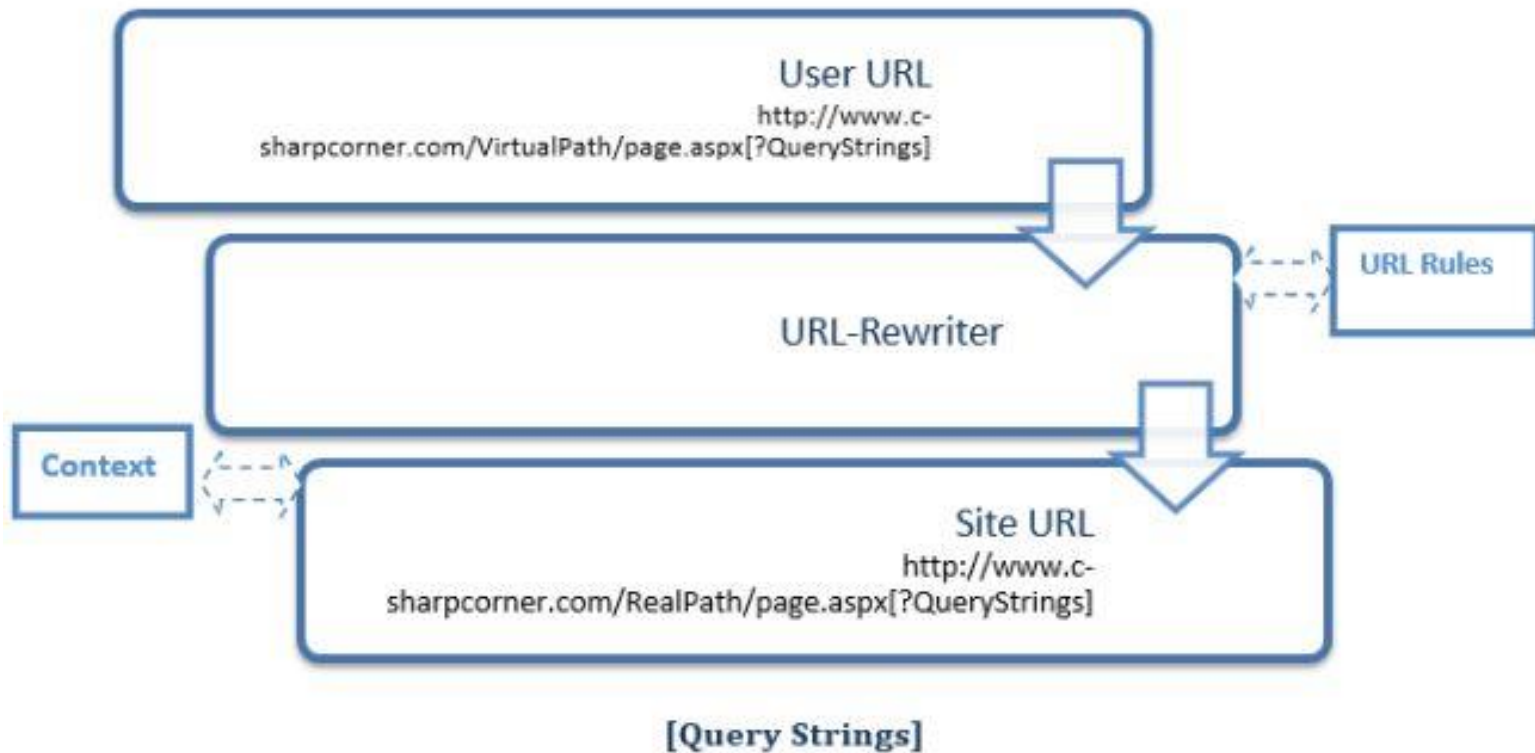 User URL
http://www.c-
sharpcorner.com/VirtualPath/page.aspx[?QueryStrings]
URL Rules
URL-Rewriter
Context
Site URL
http://www.c-
sharpcorner.com/RealPath/page.aspx[?QueryStrings]
[Query Strings]